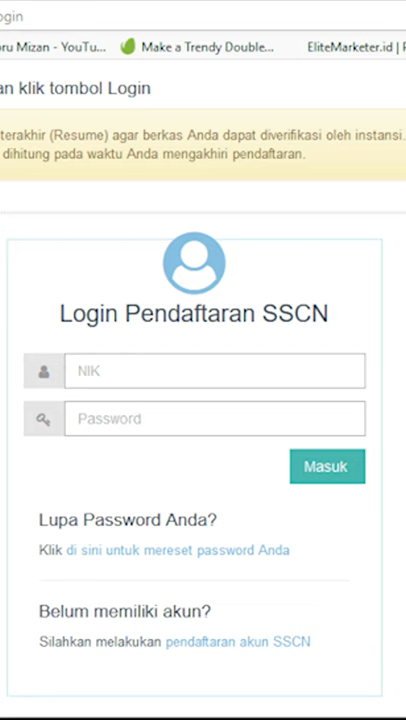 ogin
oru Mizan - YouTu... Make a Trendy Double... EliteMarketer.id | F
an klik tombol Login
terakhir (Resume) agar berkas Anda dapat diverifikasi oleh instansi.
dihitung pada waktu Anda mengakhiri pendaftaran.
Login Pendaftaran SSCN
NIK
Password
Masuk
Lupa Password Anda?
Klik di sini untuk mereset password Anda
Belum memiliki akun?
Silahkan melakukan pendaftaran akun SSCN